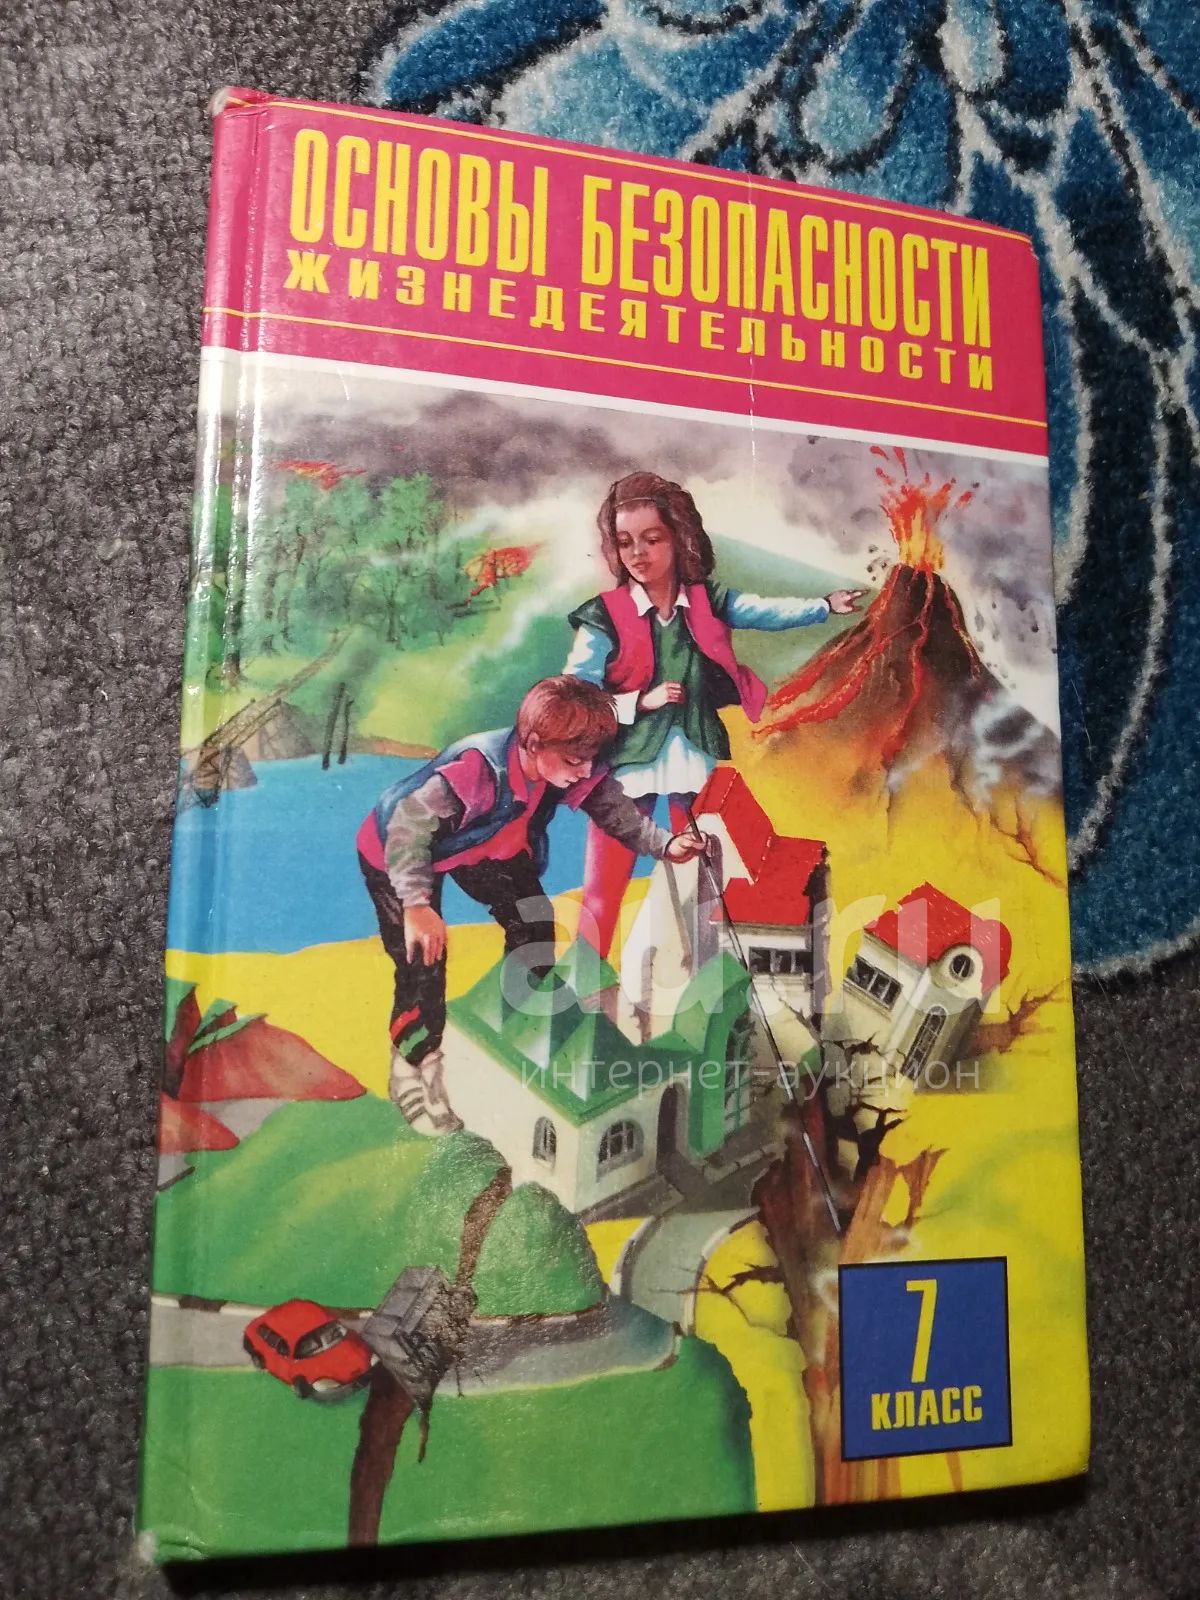 ОСНОВЫ БЕЗОПАСНОСТИ
ЖИЗНЕДЕЯТЕЛЬНОСТИ
au.ru
интернет-аукцион
7
КЛАСС